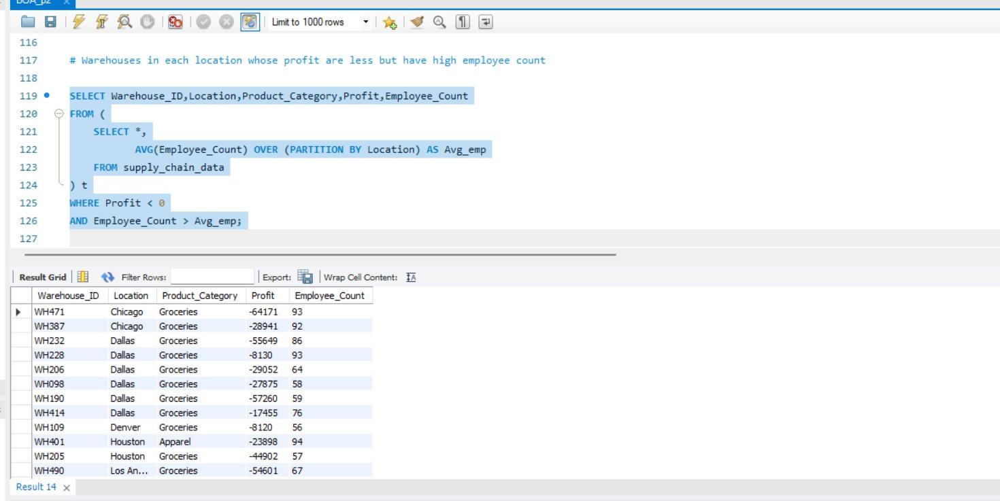 BOA_p2 ×
Limit to 1000 rows
116
117 # Warehouses in each location whose profit are less but have high employee count
118
119 SELECT Warehouse_ID,Location,Product_Category,Profit,Employee_Count
120 FROM (
121 SELECT *,
122 AVG(Employee_Count) OVER (PARTITION BY Location) AS Avg_emp
123 FROM supply_chain_data
124 ) t
125 WHERE Profit < 0
126 AND Employee_Count > Avg_emp;
127
Result Grid Filter Rows: Export: Wrap Cell Content: IA
Warehouse_ID Location Product_Category Profit Employee_Count
WH471 Chicago Groceries -64171 93
WH387 Chicago Groceries -28941 92
WH232 Dallas Groceries -55649 86
WH228 Dallas Groceries -8130 93
WH206 Dallas Groceries -29052 64
WH098 Dallas Groceries -27875 58
WH190 Dallas Groceries -57260 59
WH414 Dallas Groceries -17455 76
WH109 Denver Groceries -8120 56
WH401 Houston Apparel -23898 94
WH205 Houston Groceries -44902 57
WH490 Los An... Groceries -54601 67
Result 14 ×